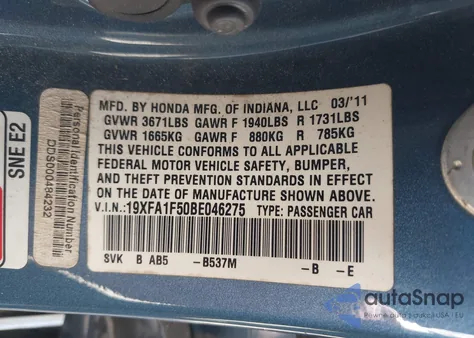 MFD. BY HONDA MFG. OF INDIANA, LLC 03/'11
GVWR 3671LBS GAWR F 1940LBS R 1731LBS
GVWR 1665KG GAWR F 880KG R 785KG
THIS VEHICLE CONFORMS TO ALL APPLICABLE
FEDERAL MOTOR VEHICLE SAFETY, BUMPER,
AND THEFT PREVENTION STANDARDS IN EFFECT
ON THE DATE OF MANUFACTURE SHOWN ABOVE.
V.I.N.: 19XFA1F50BE046275 TYPE: PASSENGER CAR
SVK B AB5 -B537M -B -E
Personal Identification Number
DDS000484232
SNE E2
autoSnap